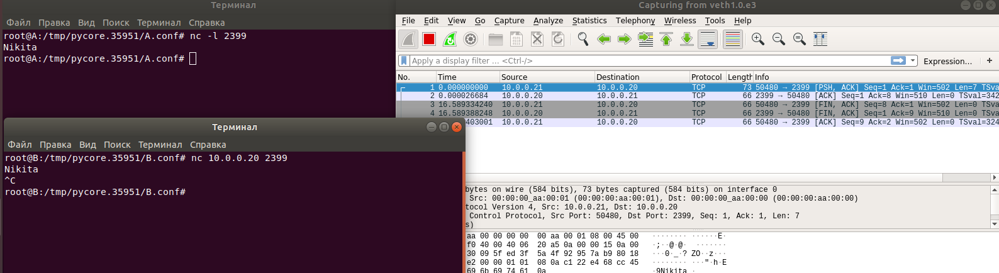 Терминал
Файл Правка Вид Поиск Терминал Справка
root@A:/tmp/pycore.35951/A.conf# nc -l 2399
Nikita
root@A:/tmp/pycore.35951/A.conf#
Терминал
Файл Правка Вид Поиск Терминал Справка
root@B:/tmp/pycore.35951/B.conf# nc 10.0.0.20 2399
Nikita
^C
root@B:/tmp/pycore.35951/B.conf#
Capturing from veth1.0.e3
File Edit View Go Capture Analyze Statistics Telephony Wireless Tools Help
Apply a display filter ... <Ctrl-/> Expression... +
No. Time Source Destination Protocol Length Info
1 0.000000000 10.0.0.21 10.0.0.20 TCP 73 50480 → 2399 [PSH, ACK] Seq=1 Ack=1 Win=502 Len=7 TSva
2 0.000026684 10.0.0.20 10.0.0.21 TCP 66 2399 → 50480 [ACK] Seq=1 Ack=8 Win=510 Len=0 TSval=342
3 16.589334240 10.0.0.21 10.0.0.20 TCP 66 50480 → 2399 [FIN, ACK] Seq=8 Ack=1 Win=502 Len=0 TSva
4 16.589388248 10.0.0.20 10.0.0.21 TCP 66 2399 → 50480 [FIN, ACK] Seq=1 Ack=9 Win=510 Len=0 TSva
403001 10.0.0.21 10.0.0.20 TCP 66 50480 → 2399 [ACK] Seq=9 Ack=2 Win=502 Len=0 TSval=324
bytes on wire (584 bits), 73 bytes captured (584 bits) on interface 0
Src: 00:00:00_aa:00:01 (00:00:00:aa:00:01), Dst: 00:00:00_aa:00:00 (00:00:00:aa:00:00)
tocol Version 4, Src: 10.0.0.21, Dst: 10.0.0.20
Control Protocol, Src Port: 50480, Dst Port: 2399, Seq: 1, Ack: 1, Len: 7
s)
aa 00 00 00 00 00 aa 00 01 08 00 45 00 ········ ······E·
f0 40 00 40 06 20 a5 0a 00 00 15 0a 00 ·;··@·@· ·······
30 09 5f ed 3f 5a 4f 92 95 7a b9 80 18 ···0·_·? ZO··z···
e2 00 00 01 01 08 0a c1 22 e4 68 cc 45 ········ ···"·h·E
69 6b 69 74 61 0a ·9Nikita ·